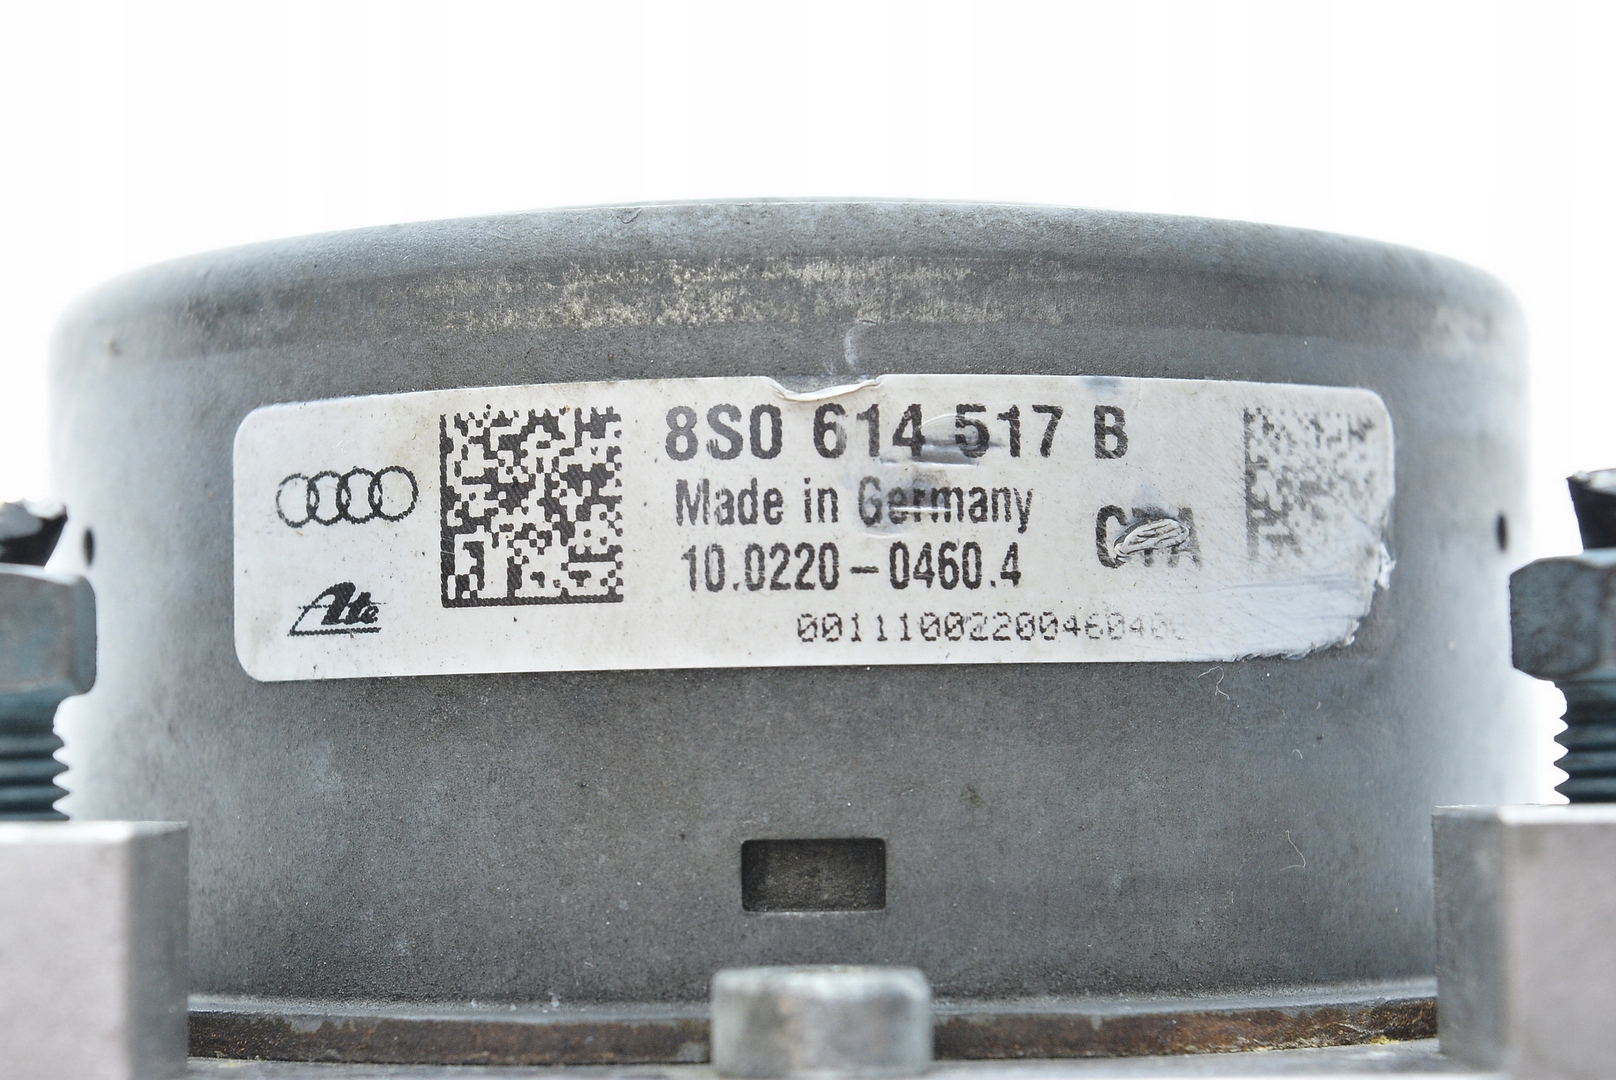 8S0 614 517 B
Made in Germany
10.0220-0460.4
Ate